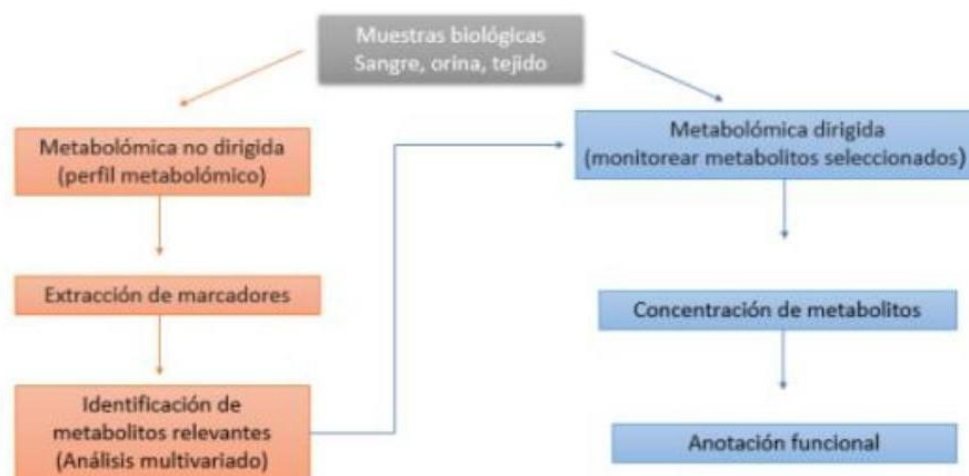 Muestras biológicas
Sangre, orina, tejido
Metabolómica no dirigida
(perfil metabolómico)
Extracción de marcadores
Identificación de
metabolitos relevantes
(Análisis multivariado)
Metabolómica dirigida
(monitorear metabolitos seleccionados)
Concentración de metabolitos
Anotación funcional